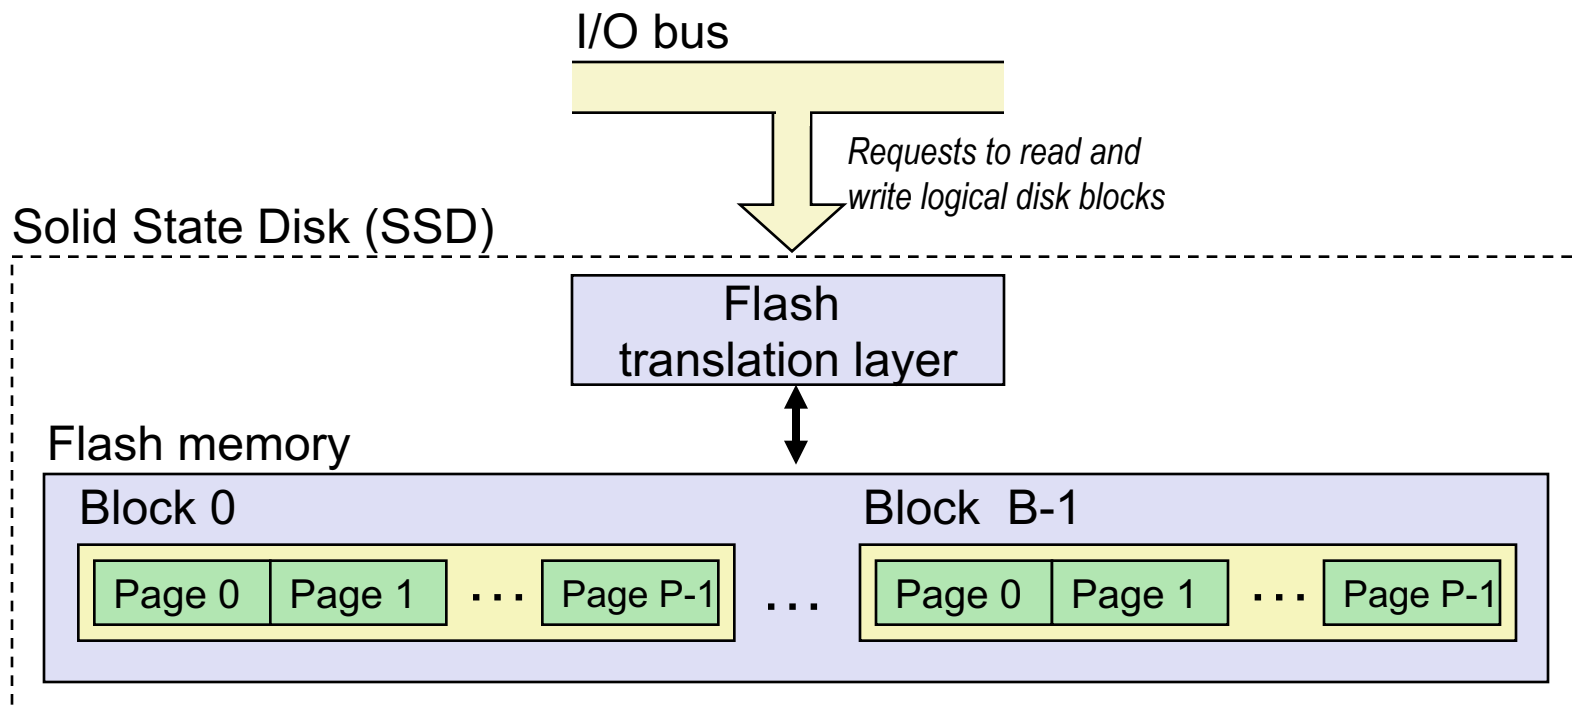 I/O bus
Requests to read and
write logical disk blocks
Solid State Disk (SSD)
Flash
translation layer
Flash memory
Block 0
Block B-1
Page 0 Page 1 ... Page P-1 ... Page 0 Page 1 ... Page P-1